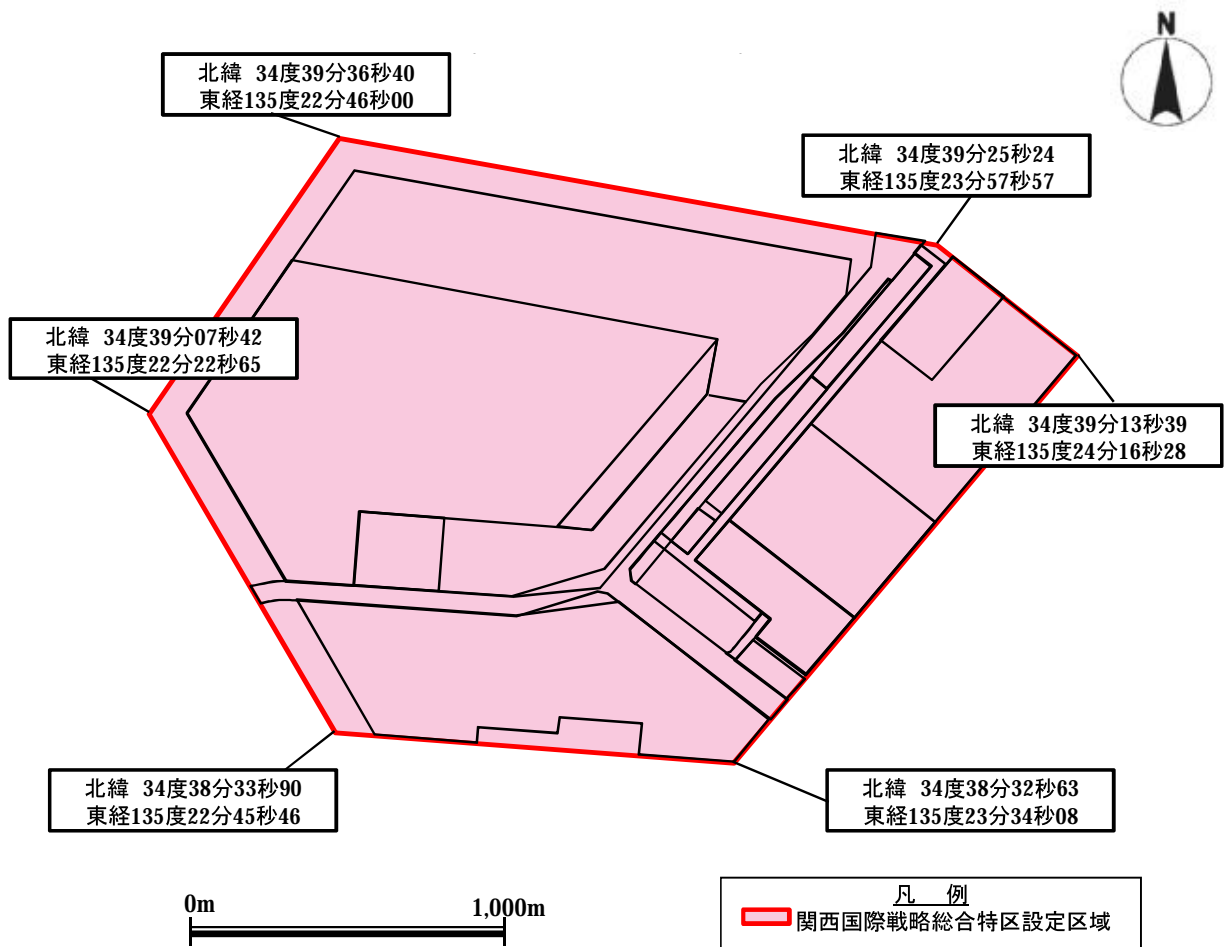 N
北緯 34度39分36秒40
東経135度22分46秒00
北緯 34度39分25秒24
東経135度23分57秒57
北緯 34度39分07秒42
東経135度22分22秒65
北緯 34度39分13秒39
東経135度24分16秒28
北緯 34度38分33秒90
東経135度22分45秒46
北緯 34度38分32秒63
東経135度23分34秒08
0m 1,000m
凡 例
関西国際戦略総合特区設定区域